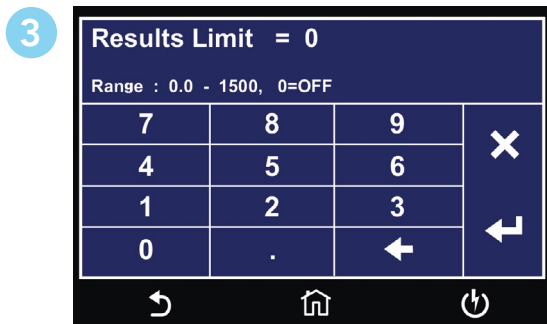 3
Results Limit = 0
Range : 0.0 - 1500, 0=OFF
7 8 9
4 5 6
1 2 3
0 .